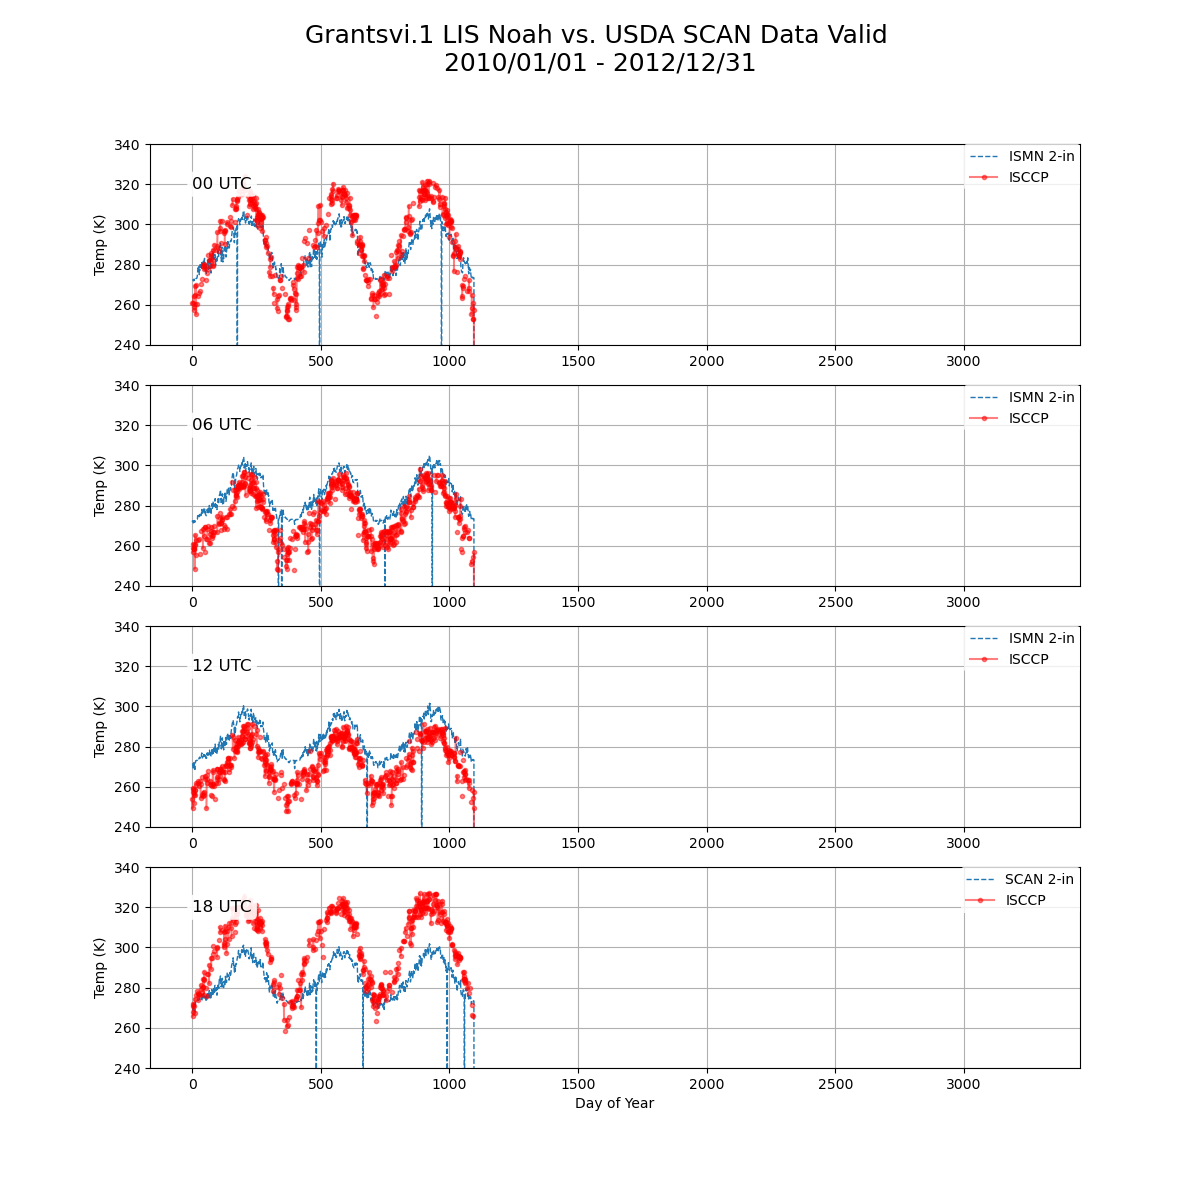 Grantsvi.1 LIS Noah vs. USDA SCAN Data Valid
2010/01/01 - 2012/12/31
340
320
300
280
260
240
Temp (K)
00 UTC
ISMN 2-in
ISCCP
0 500 1000 1500 2000 2500 3000
340
320
300
280
260
240
Temp (K)
06 UTC
ISMN 2-in
ISCCP
0 500 1000 1500 2000 2500 3000
340
320
300
280
260
240
Temp (K)
12 UTC
ISMN 2-in
ISCCP
0 500 1000 1500 2000 2500 3000
340
320
300
280
260
240
Temp (K)
18 UTC
SCAN 2-in
ISCCP
0 500 1000 1500 2000 2500 3000
Day of Year